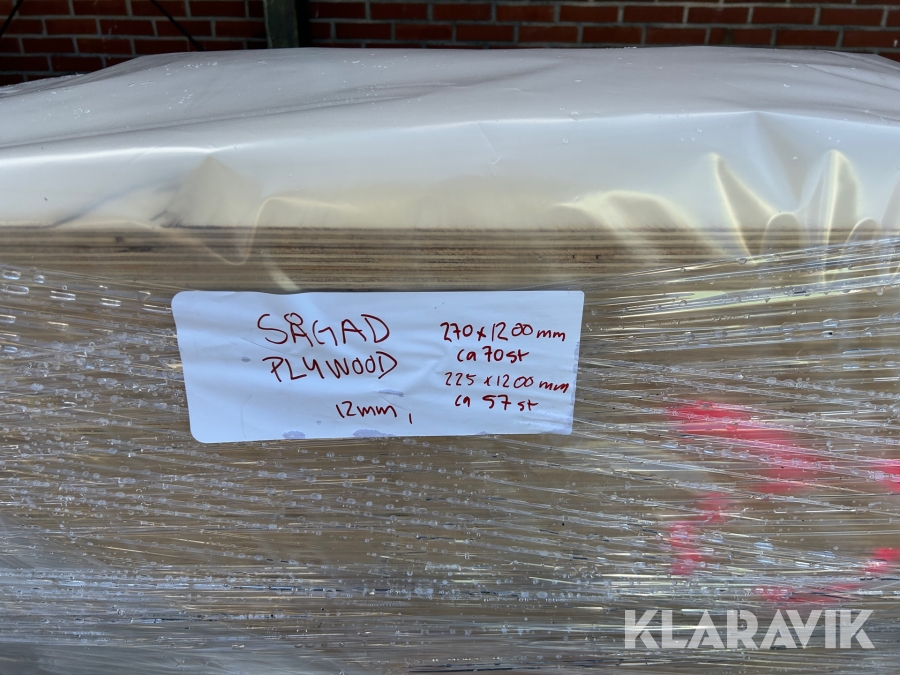 SÅGAD
PLYWOOD
12mm,
270x1200mm
ca 70st
225x1200mm
ca 57st
KLARAVIK